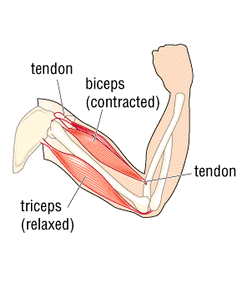 tendon
biceps
(contracted)
tendon
triceps
(relaxed)